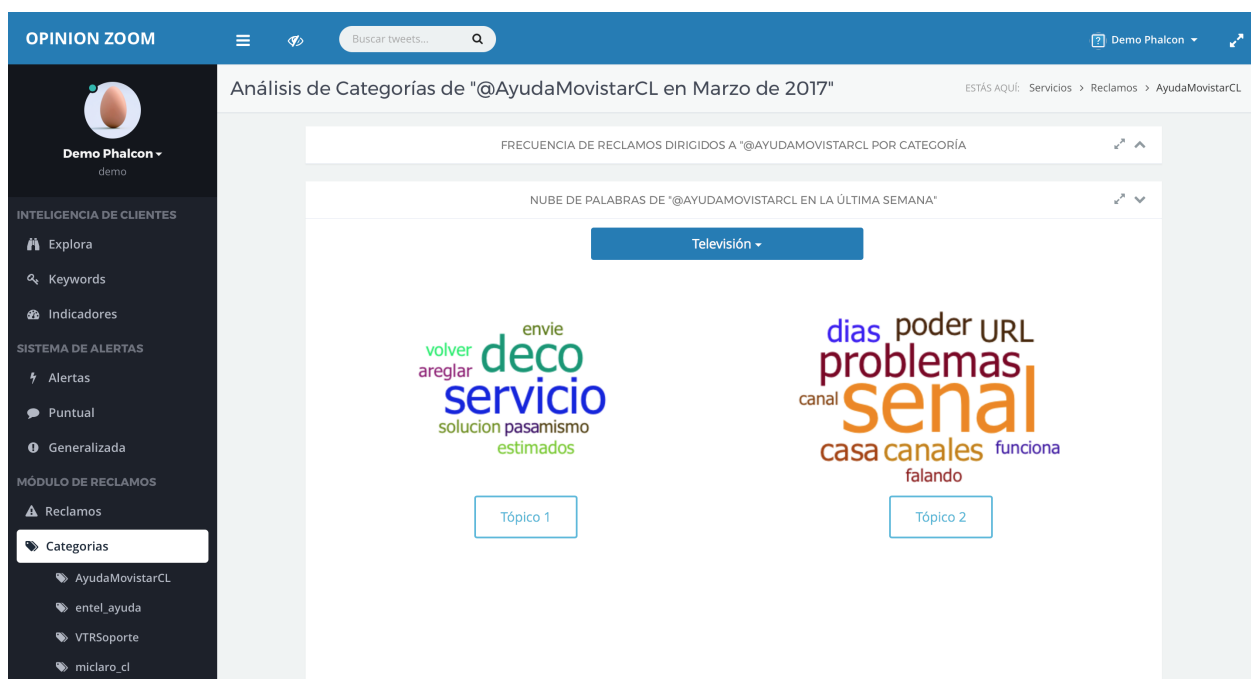 OPINION ZOOM
Buscar tweets...
Demo Phalcon
Demo Phalcon
demo
INTELIGENCIA DE CLIENTES
Explora
Keywords
Indicadores
SISTEMA DE ALERTAS
Alertas
Puntual
Generalizada
MÓDULO DE RECLAMOS
Reclamos
Categorias
AyudaMovistarCL
entel_ayuda
VTRSoporte
miclaro_cl
Análisis de Categorías de "@AyudaMovistarCL en Marzo de 2017"
ESTÁS AQUÍ: Servicios > Reclamos > AyudaMovistarCL
FRECUENCIA DE RECLAMOS DIRIGIDOS A "@AYUDAMOVISTARCL POR CATEGORÍA
NUBE DE PALABRAS DE "@AYUDAMOVISTARCL EN LA ÚLTIMA SEMANA"
Televisión
envie
volver deco
areglar
servicio
solucion pasa mismo
estimados
Tópico 1
dias poder URL
problemas
canal senal
casa canales funciona
falando
Tópico 2